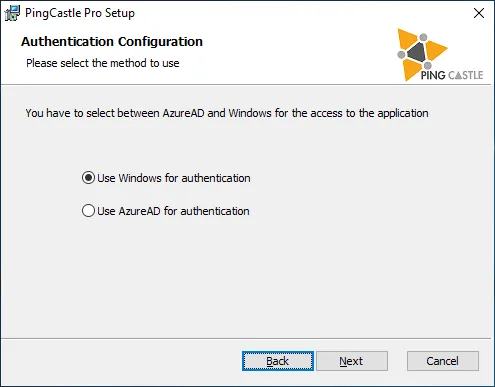 PingCastle Pro Setup
Authentication Configuration
Please select the method to use
PING CASTLE
You have to select between AzureAD and Windows for the access to the application
Use Windows for authentication
Use AzureAD for authentication
Back Next Cancel